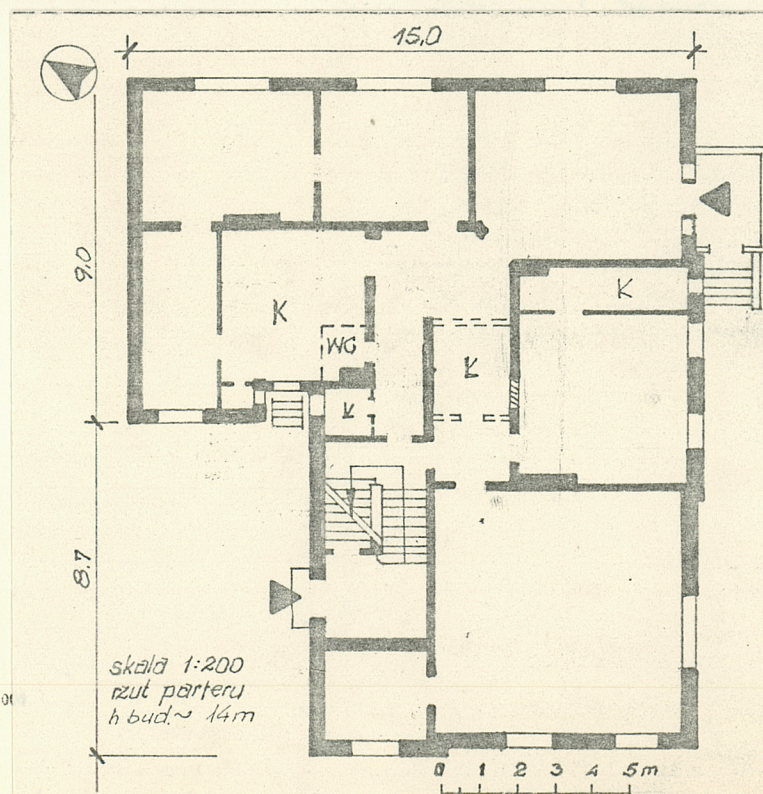 15,0
9.0
K
K
WC
K
K
8.7
skala 1:200
rzut parteru
h bud.~ 14m
0 1 2 3 4 5m